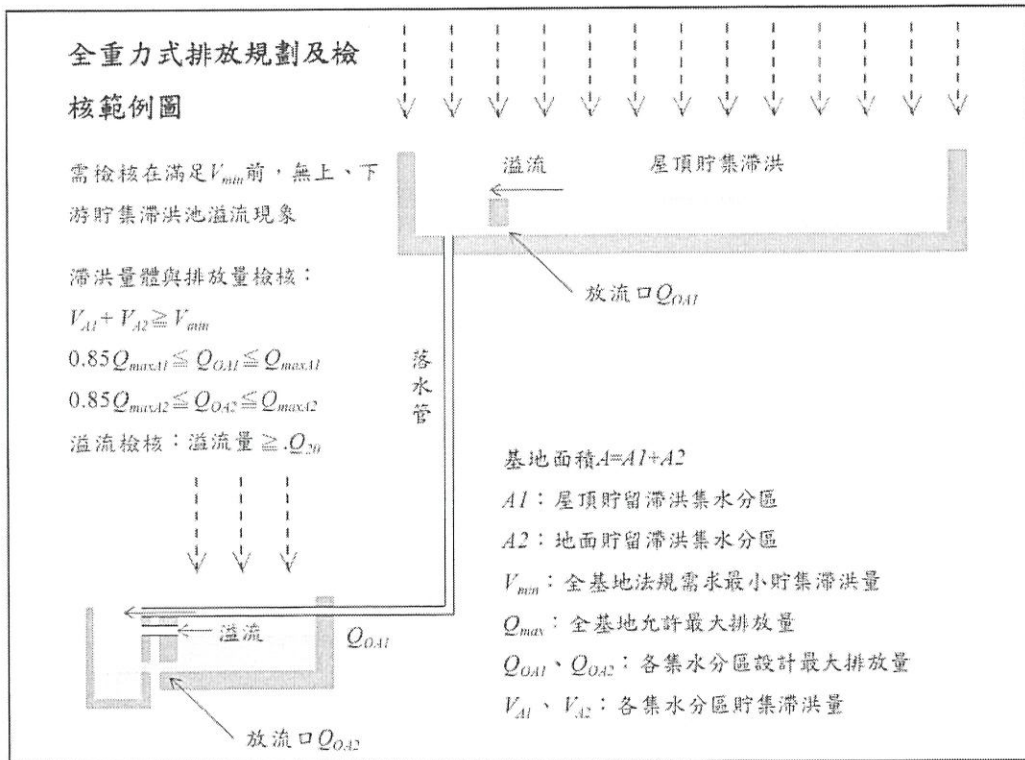 全重力式排放規劃及檢
核範例圖
需檢核在滿足Vmin前，無上、下
游貯集滯洪池溢流現象
滯洪量體與排放量檢核：
VA1+ VA2≧Vmin
0.85QmaxA1≦ QOA1≦QmaxA1
0.85QmaxA2≦ QOA2≦QmaxA2
溢流檢核：溢流量≧.Q20
溢流
屋頂貯集滯洪
放流口QOA1
落水管
基地面積A=A1+A2
A1：屋頂貯留滯洪集水分區
A2：地面貯留滯洪集水分區
Vmin：全基地法規需求最小貯集滯洪量
Qmax：全基地允許最大排放量
QOA1、QOA2：各集水分區設計最大排放量
VA1、VA2：各集水分區貯集滯洪量
溢流
QOA1
放流口QOA2